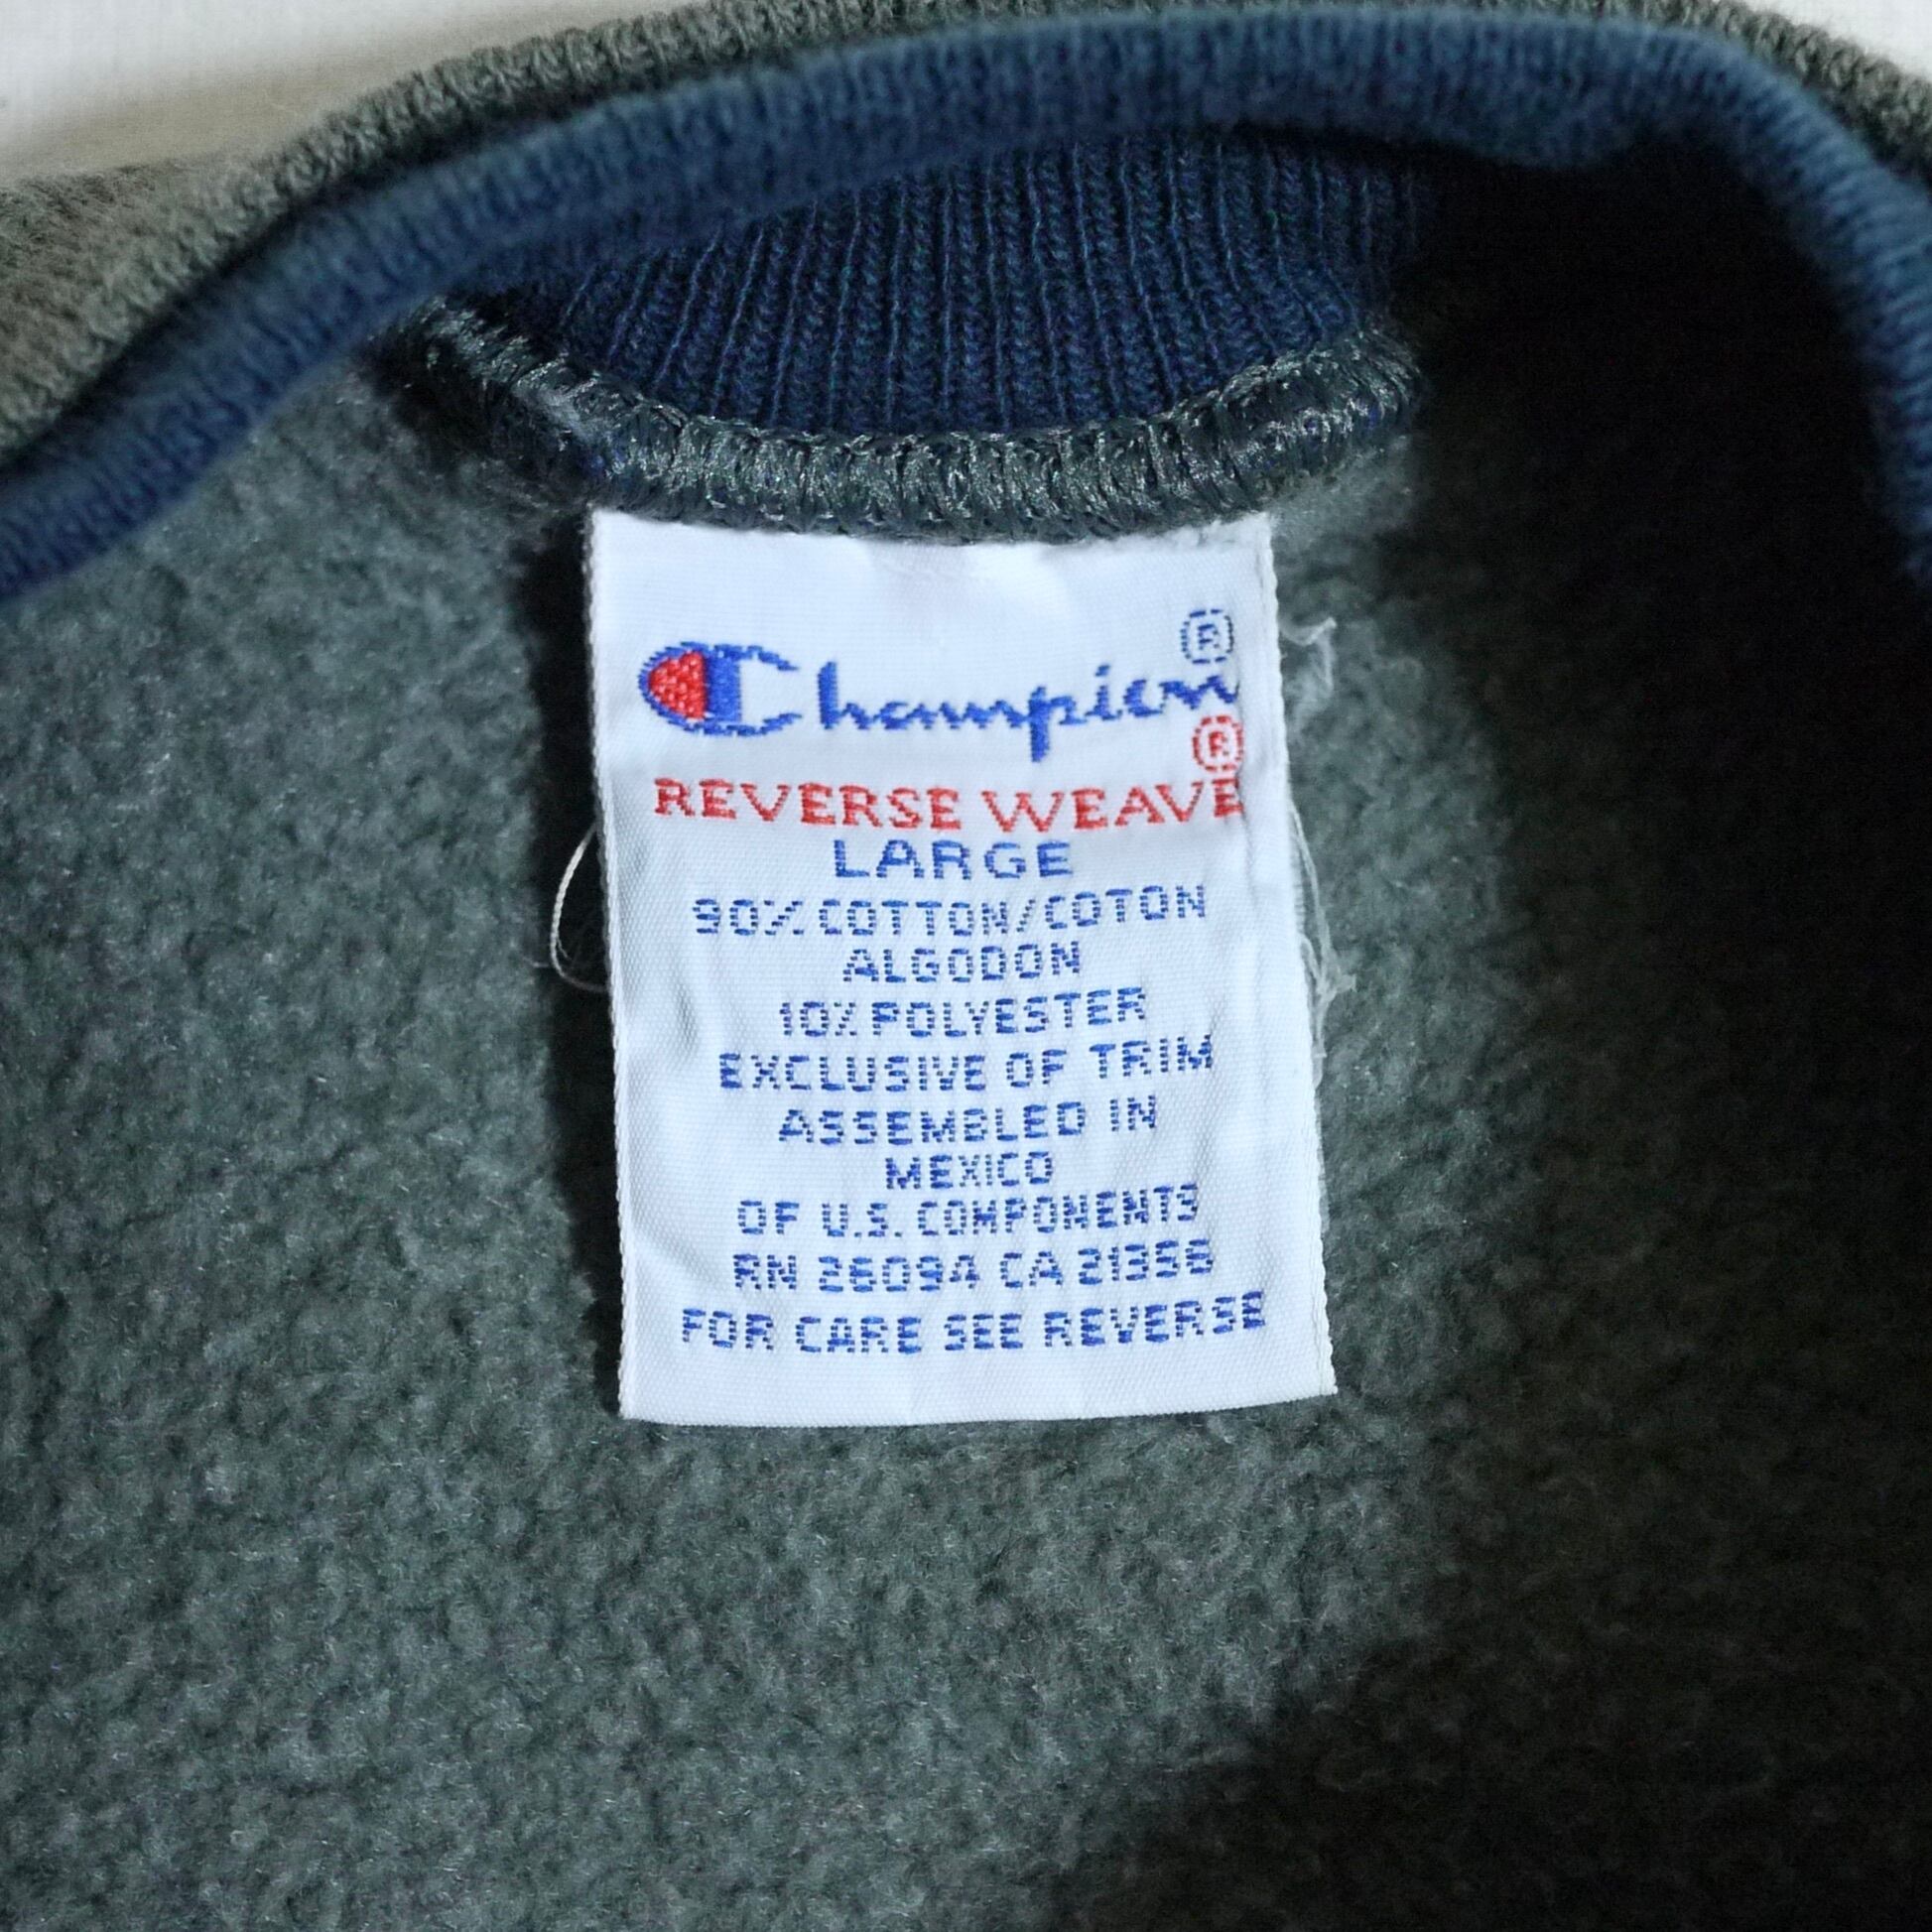 Champion®
REVERSE WEAVE®
LARGE
90% COTTON/COTON
ALGODON
10% POLYESTER
EXCLUSIVE OF TRIM
ASSEMBLED IN
MEXICO
OF U.S. COMPONENTS
RN 26094 CA 21358
FOR CARE SEE REVERSE